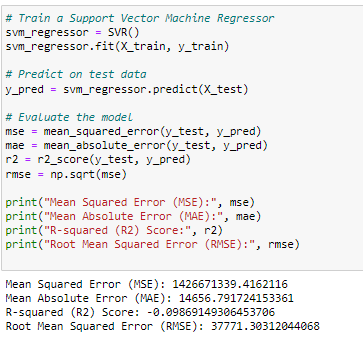 # Train a Support Vector Machine Regressor
svm_regressor = SVR()
svm_regressor.fit(X_train, y_train)
# Predict on test data
y_pred = svm_regressor.predict(X_test)
# Evaluate the model
mse = mean_squared_error(y_test, y_pred)
mae = mean_absolute_error(y_test, y_pred)
r2 = r2_score(y_test, y_pred)
rmse = np.sqrt(mse)
print("Mean Squared Error (MSE):", mse)
print("Mean Absolute Error (MAE):", mae)
print("R-squared (R2) Score:", r2)
print("Root Mean Squared Error (RMSE):", rmse)
Mean Squared Error (MSE): 1426671339.4162116
Mean Absolute Error (MAE): 14656.791724153361
R-squared (R2) Score: -0.09869149306453706
Root Mean Squared Error (RMSE): 37771.30312044068